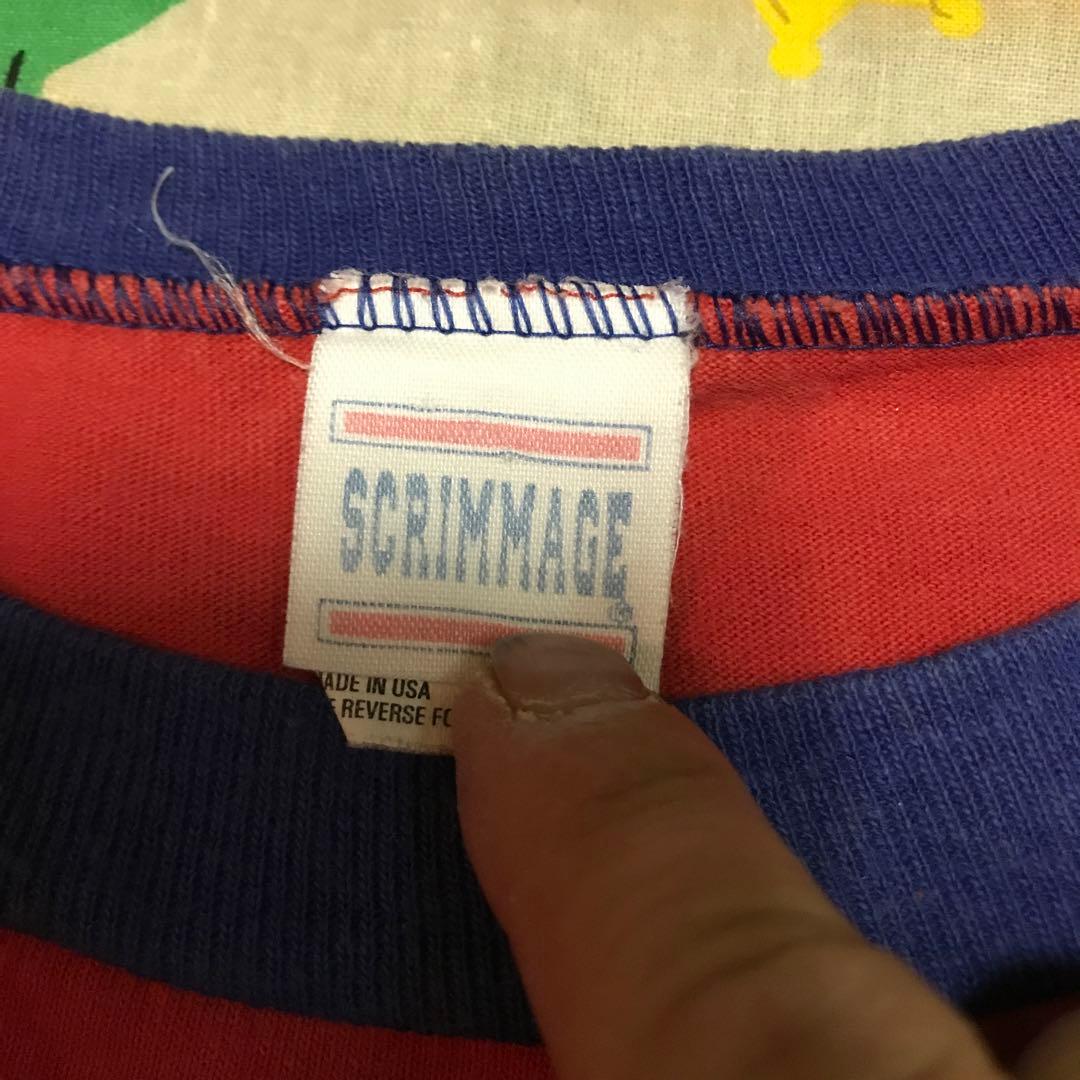 SCRIMMAGE
®
ADE IN USA
REVERSE FO